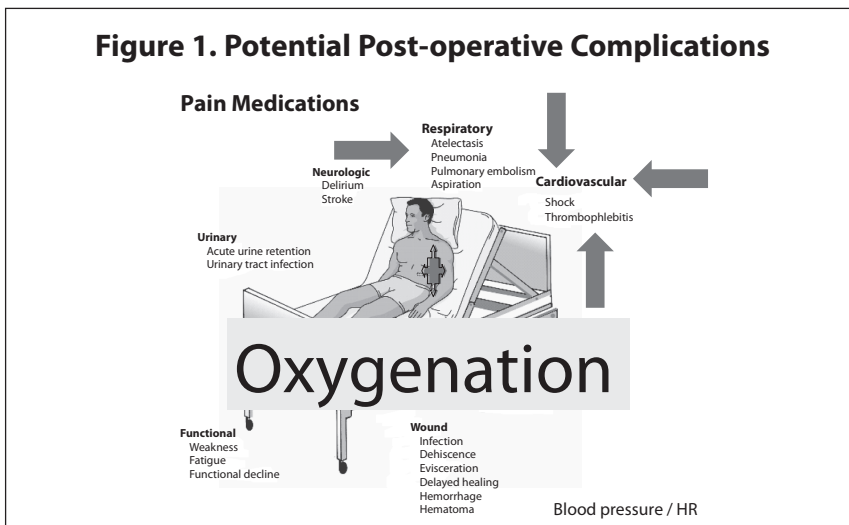 Figure 1. Potential Post-operative Complications
Pain Medications
Respiratory
Atelectasis
Pneumonia
Pulmonary embolism
Aspiration
Neurologic
Delirium
Stroke
Cardiovascular
Shock
Thrombophlebitis
Urinary
Acute urine retention
Urinary tract infection
Oxygenation
Functional
Weakness
Fatigue
Functional decline
Wound
Infection
Dehiscence
Evisceration
Delayed healing
Hemorrhage
Hematoma
Blood pressure / HR